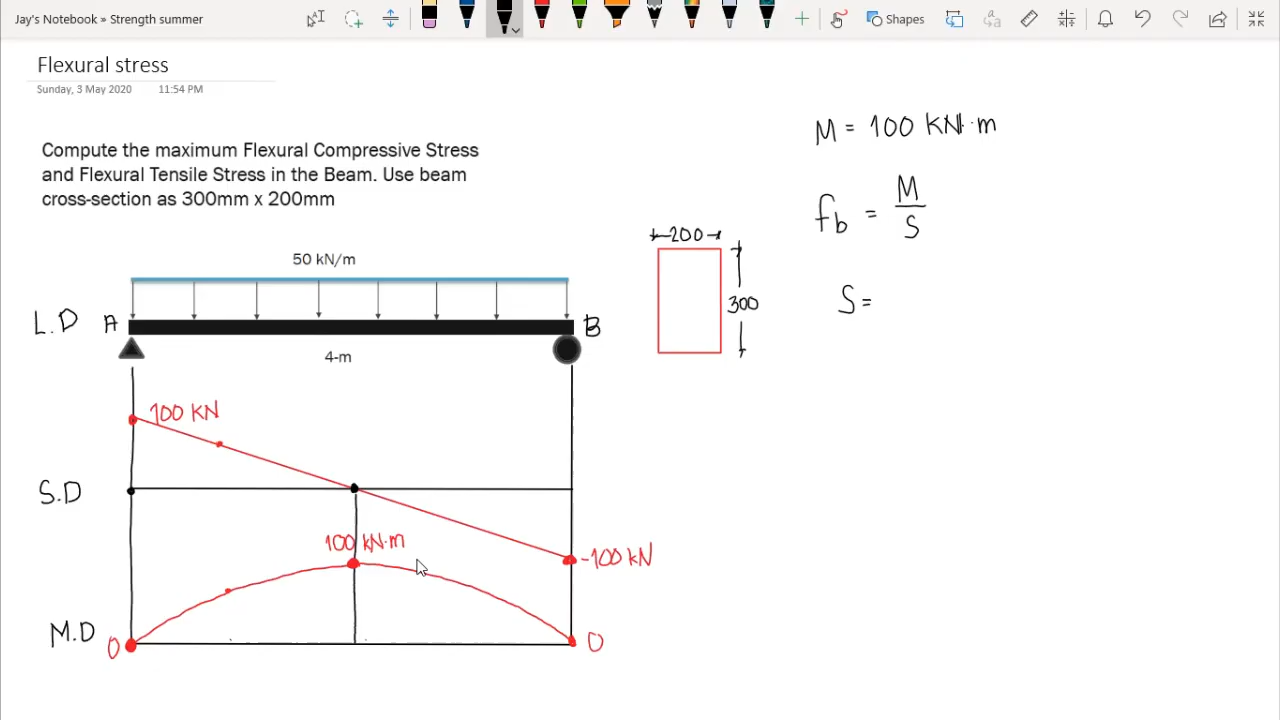 Jay's Notebook » Strength summer
Shapes
Flexural stress
Sunday, 3 May 2020 11:54 PM
Compute the maximum Flexural Compressive Stress
and Flexural Tensile Stress in the Beam. Use beam
cross-section as 300mm x 200mm
M = 100 KN·m
fb = M
S
S =
200
300
50 kN/m
L.D A B
4-m
100 KN
S.D
100 kN·m
-100 kN
M.D 0 0